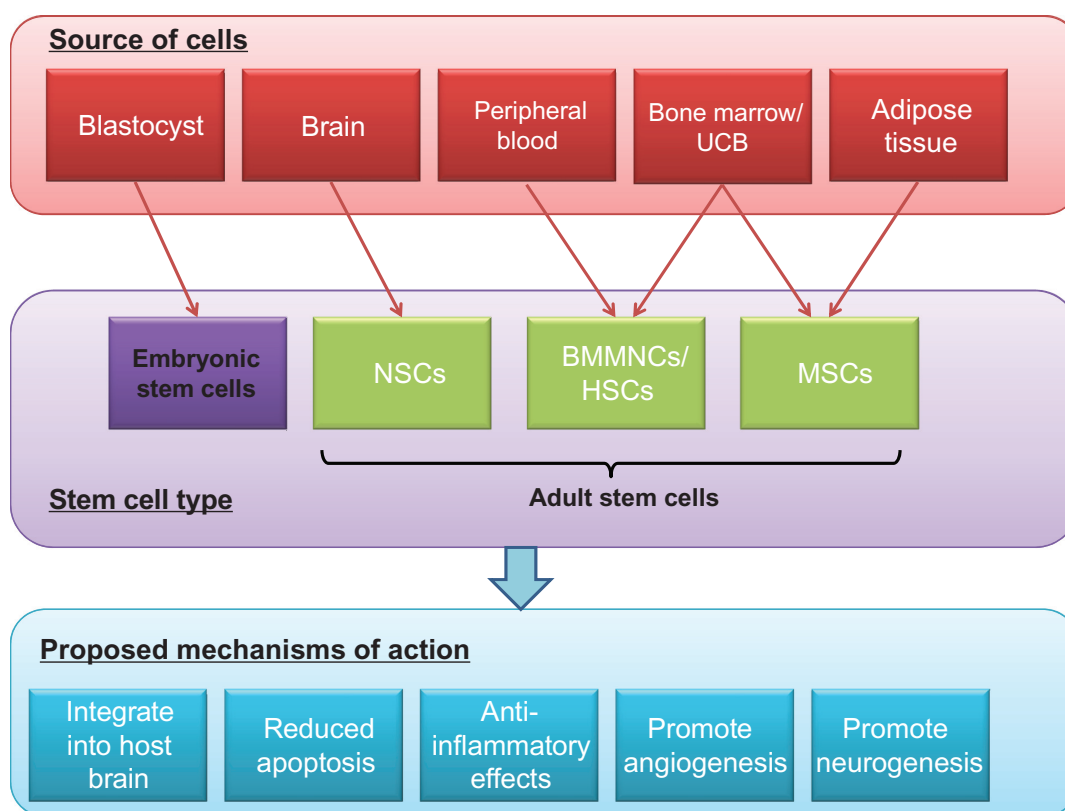 Source of cells
Blastocyst
Brain
Peripheral
blood
Bone marrow/
UCB
Adipose
tissue
Embryonic
stem cells
NSCs
BMMNCs/
HSCs
MSCs
Adult stem cells
Stem cell type
Proposed mechanisms of action
Integrate
into host
brain
Reduced
apoptosis
Anti-
inflammatory
effects
Promote
angiogenesis
Promote
neurogenesis